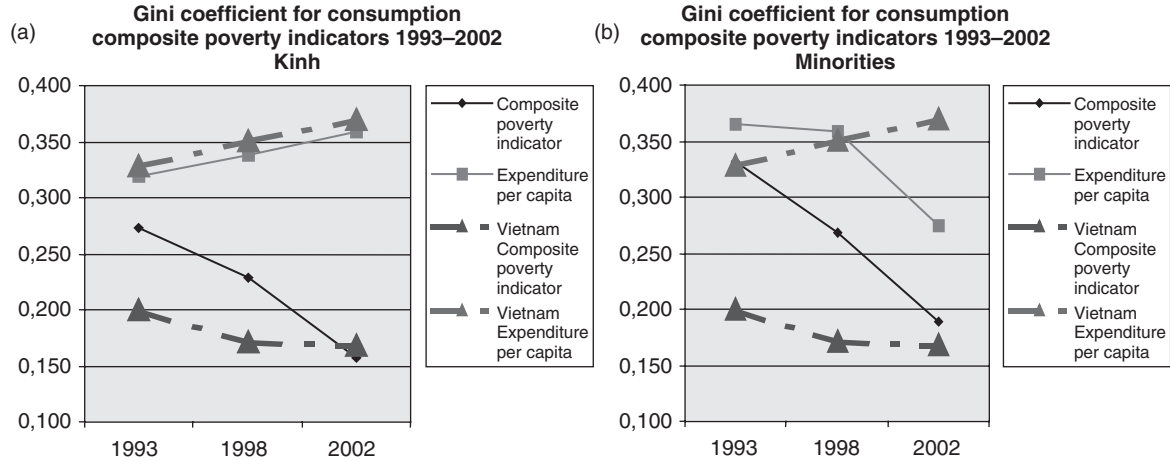 (a)
Gini coefficient for consumption
composite poverty indicators 1993–2002
Kinh
0,400
0,350
0,300
0,250
0,200
0,150
0,100
1993
1998
2002
Composite
poverty
indicator
Expenditure
per capita
Vietnam
Composite
poverty
indicator
Vietnam
Expenditure
per capita
(b)
Gini coefficient for consumption
composite poverty indicators 1993–2002
Minorities
0,400
0,350
0,300
0,250
0,200
0,150
0,100
1993
1998
2002
Composite
poverty
indicator
Expenditure
per capita
Vietnam
Composite
poverty
indicator
Vietnam
Expenditure
per capita